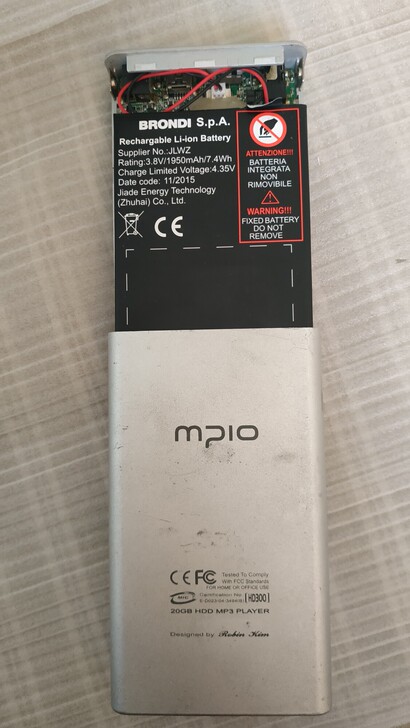 BRONDI S.p.A.
Rechargable Li-ion Battery
Supplier No.:JLWZ
Rating:3.8V/1950mAh/7.4Wh
Charge Limited Voltage:4.35V
Date code: 11/2015
Jiade Energy Technology
(Zhuhai) Co., Ltd.
CE
ATTENZIONE!!!
BATTERIA
INTEGRATA
NON
RIMOVIBILE
WARNING!!!
FIXED BATTERY
DO NOT
REMOVE
mpio
CE FC Tested To Comply
With FCC Standards
FOR HOME OR OFFICE USE
Certification No. HD300
20GB HDD MP3 PLAYER
Designed by Robin Kim